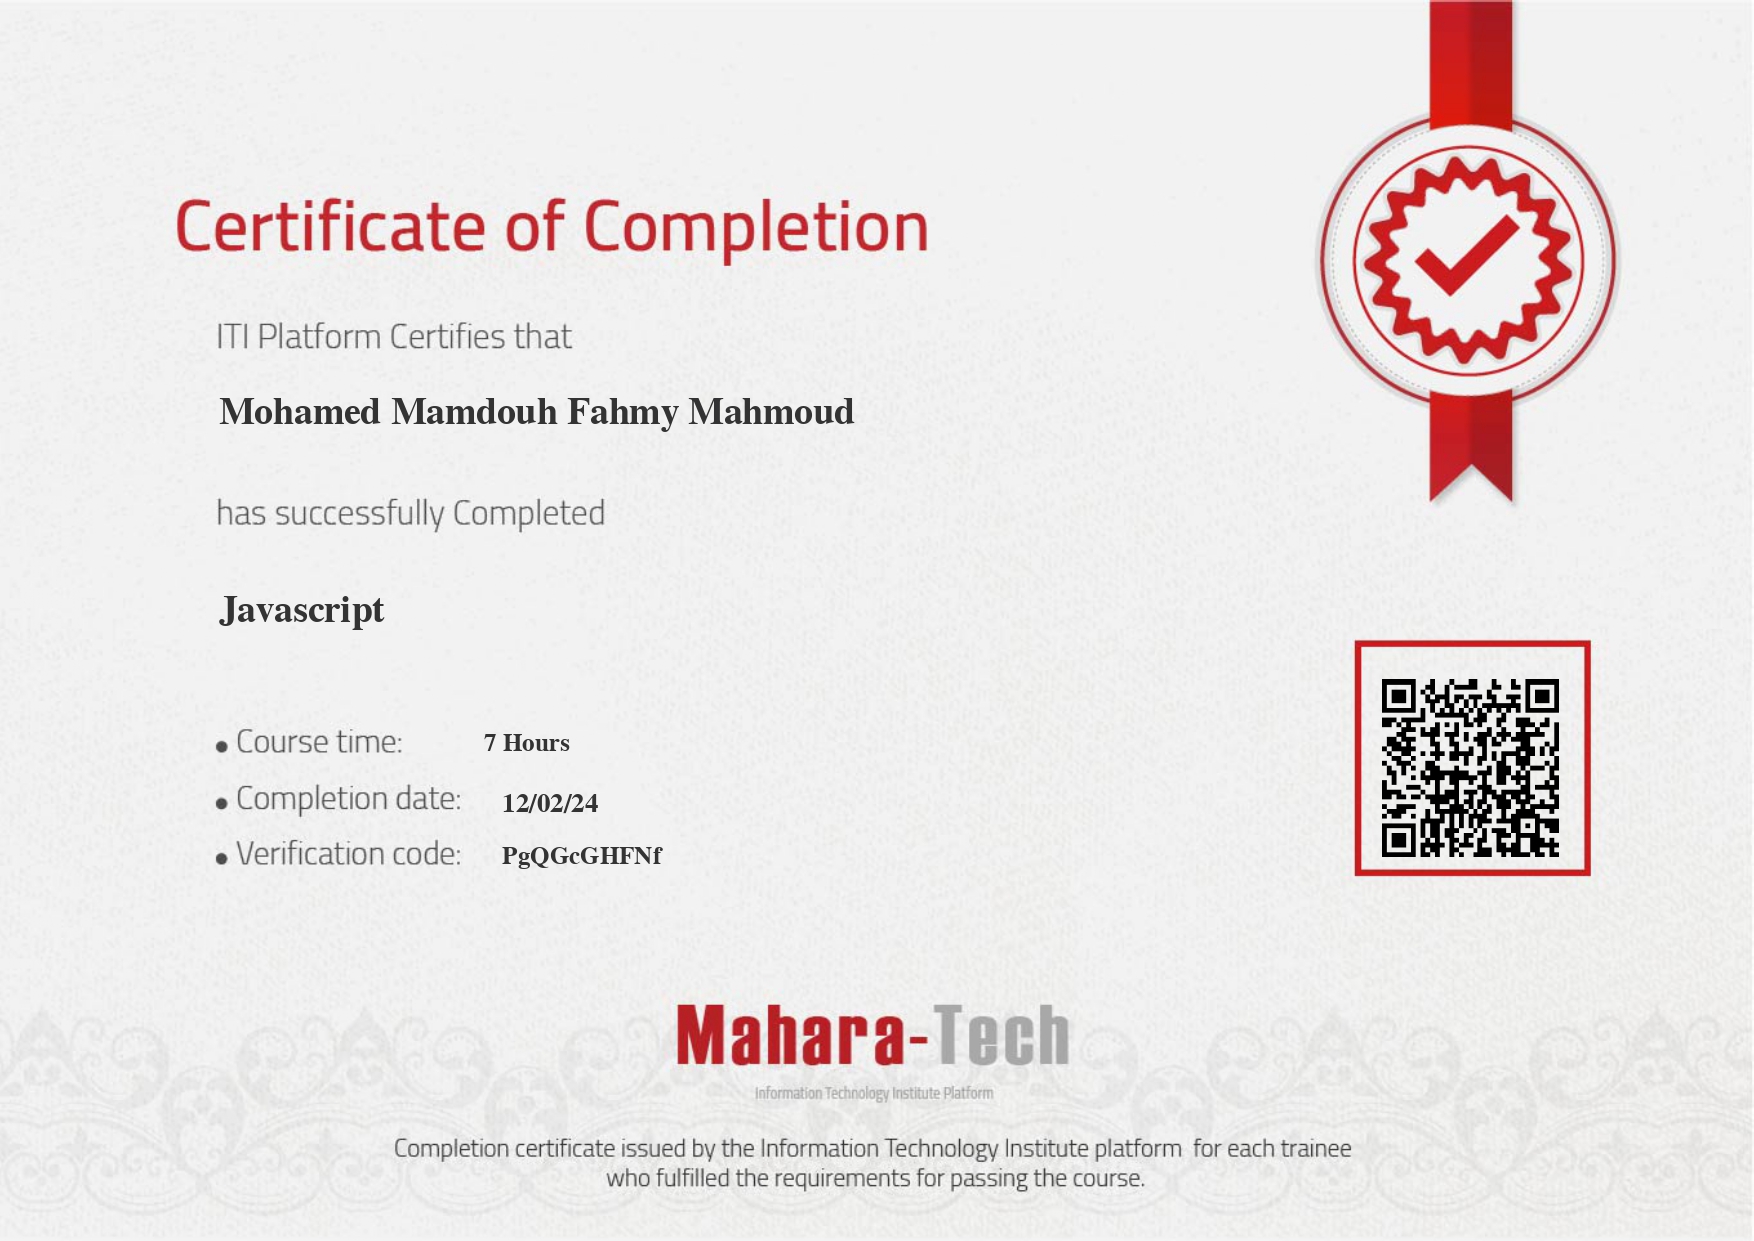 Certificate of Completion
ITI Platform Certifies that
Mohamed Mamdouh Fahmy Mahmoud
has successfully Completed
Javascript
• Course time: 7 Hours
• Completion date: 12/02/24
• Verification code: PgQGcGHFNf
Mahara-Tech
Information Technology Institute Platform
Completion certificate issued by the Information Technology Institute platform for each trainee
who fulfilled the requirements for passing the course.